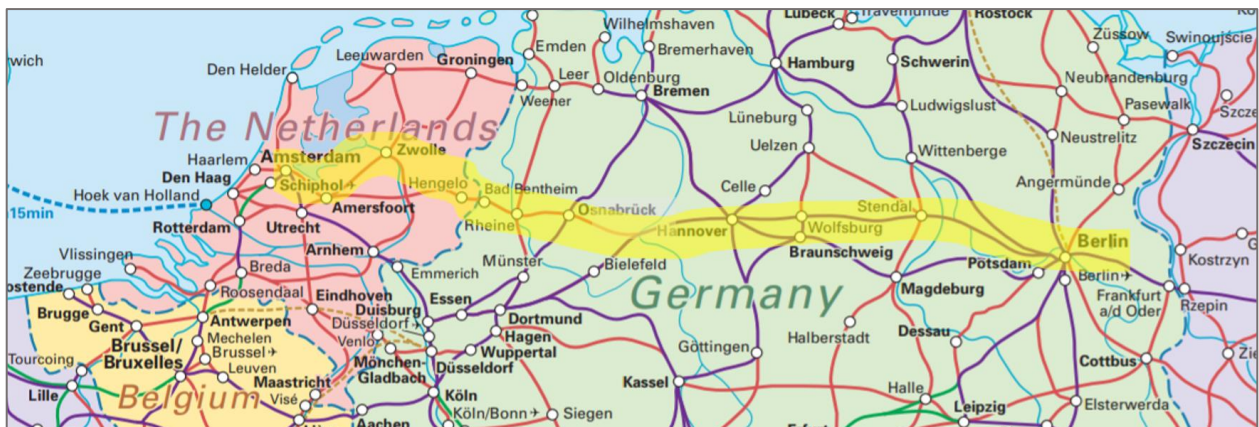 wich
15min
The Netherlands
Germany
Belgium
Den Helder
Leeuwarden
Groningen
Haarlem
Amsterdam
Den Haag
Schiphol
Hoek van Holland
Zwolle
Hengelo
Amersfoort
Rotterdam
Utrecht
Arnhem
Vlissingen
Zeebrugge
ostende
Brugge
Gent
Breda
Roosendaal
Eindhoven
Antwerpen
Mechelen
Brussel/
Bruxelles
Brussel
Leuven
Maastricht
Visé
Tourcoing
Lille
Wilhelmshaven
Emden
Bremerhaven
Leer
Oldenburg
Weener
Bremen
Bad Bentheim
Rheine
Osnabrück
Münster
Bielefeld
Emmerich
Essen
Duisburg
Düsseldorf
Venlo
Mönchen-
Gladbach
Dortmund
Hagen
Wuppertal
Düsseldorf
Köln
Köln/Bonn
Aachen
Siegen
Lübeck
Travemünde
Rostock
Hamburg
Schwerin
Lüneburg
Ludwigslust
Uelzen
Wittenberge
Celle
Hannover
Wolfsburg
Braunschweig
Stendal
Magdeburg
Halberstadt
Göttingen
Kassel
Dessau
Halle
Leipzig
Erfurt
Elsterwerda
Cottbus
Potsdam
Berlin
Berlin
Frankfurt
a/d Oder
Angermünde
Neustrelitz
Neubrandenburg
Pasewalk
Züssow
Swinoujście
Szcze
Szczecin
Kostrzyn
Rzepin